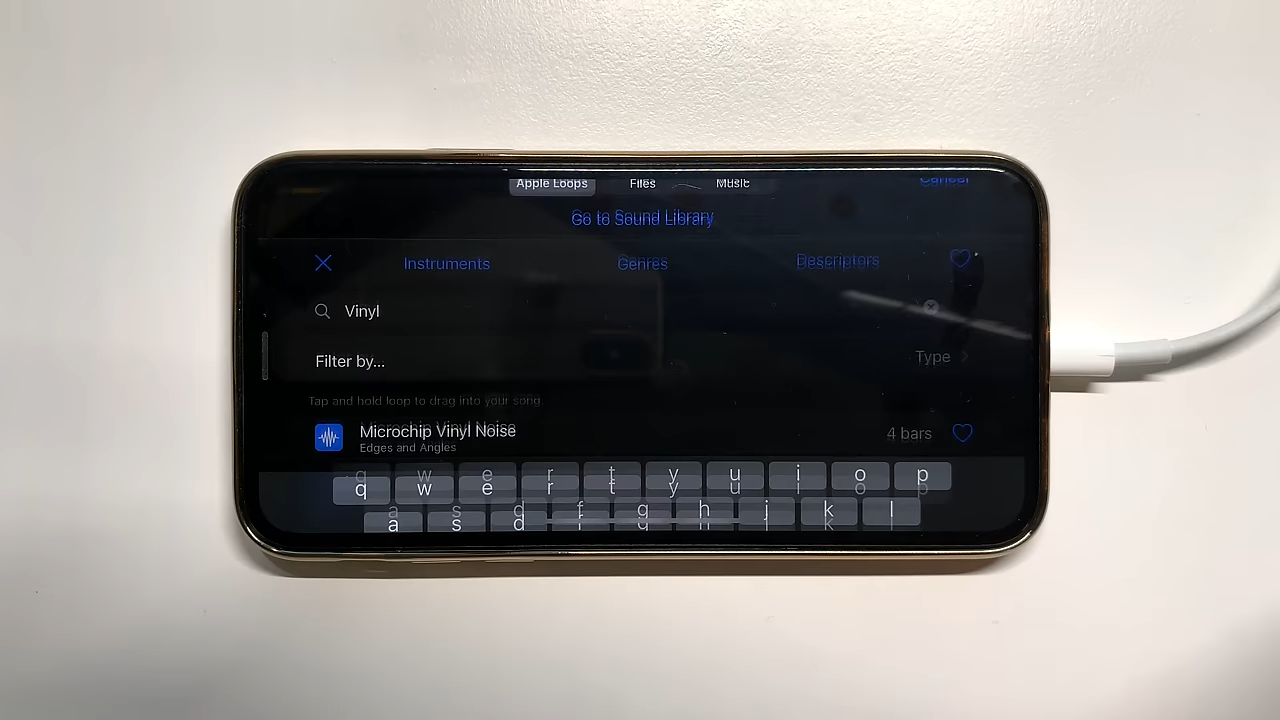 Apple Loops Files Music Cancel
Go to Sound Library
Instruments Genres Descriptors
Vinyl
Filter by... Type
Tap and hold loop to drag into your song.
Microchip Vinyl Noise 4 bars
Edges and Angles
q w e r t y u i o p
a s d f g h j k l